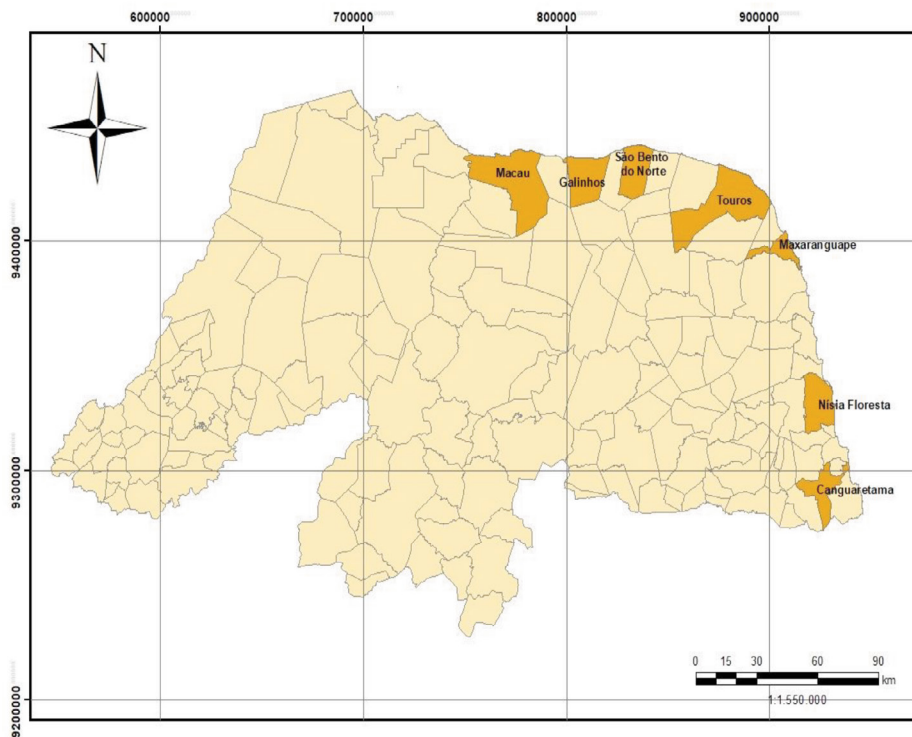 600000 700000 800000 900000
N
São Bento
do Norte
Macau
Galinhos
Touros
9400000
Maxaranguape
Nísia Floresta
9300000
Canguaretama
0 15 30 60 90
km
1:1.550.000
9200000